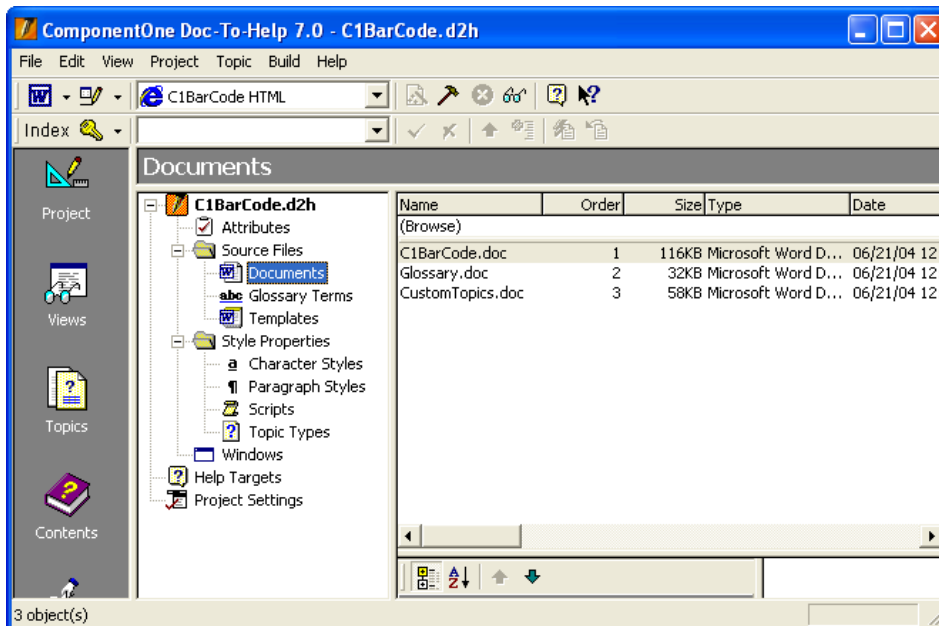 ComponentOne Doc-To-Help 7.0 - C1BarCode.d2h
File Edit View Project Topic Build Help
C1BarCode HTML
Index
Documents
Project
Views
Topics
Contents
C1BarCode.d2h
Attributes
Source Files
Documents
abc Glossary Terms
Templates
Style Properties
a Character Styles
¶ Paragraph Styles
Scripts
Topic Types
Windows
Help Targets
Project Settings
Name Order Size Type Date
(Browse)
C1BarCode.doc 1 116KB Microsoft Word D... 06/21/04 12
Glossary.doc 2 32KB Microsoft Word D... 06/21/04 12
CustomTopics.doc 3 58KB Microsoft Word D... 06/21/04 12
3 object(s)